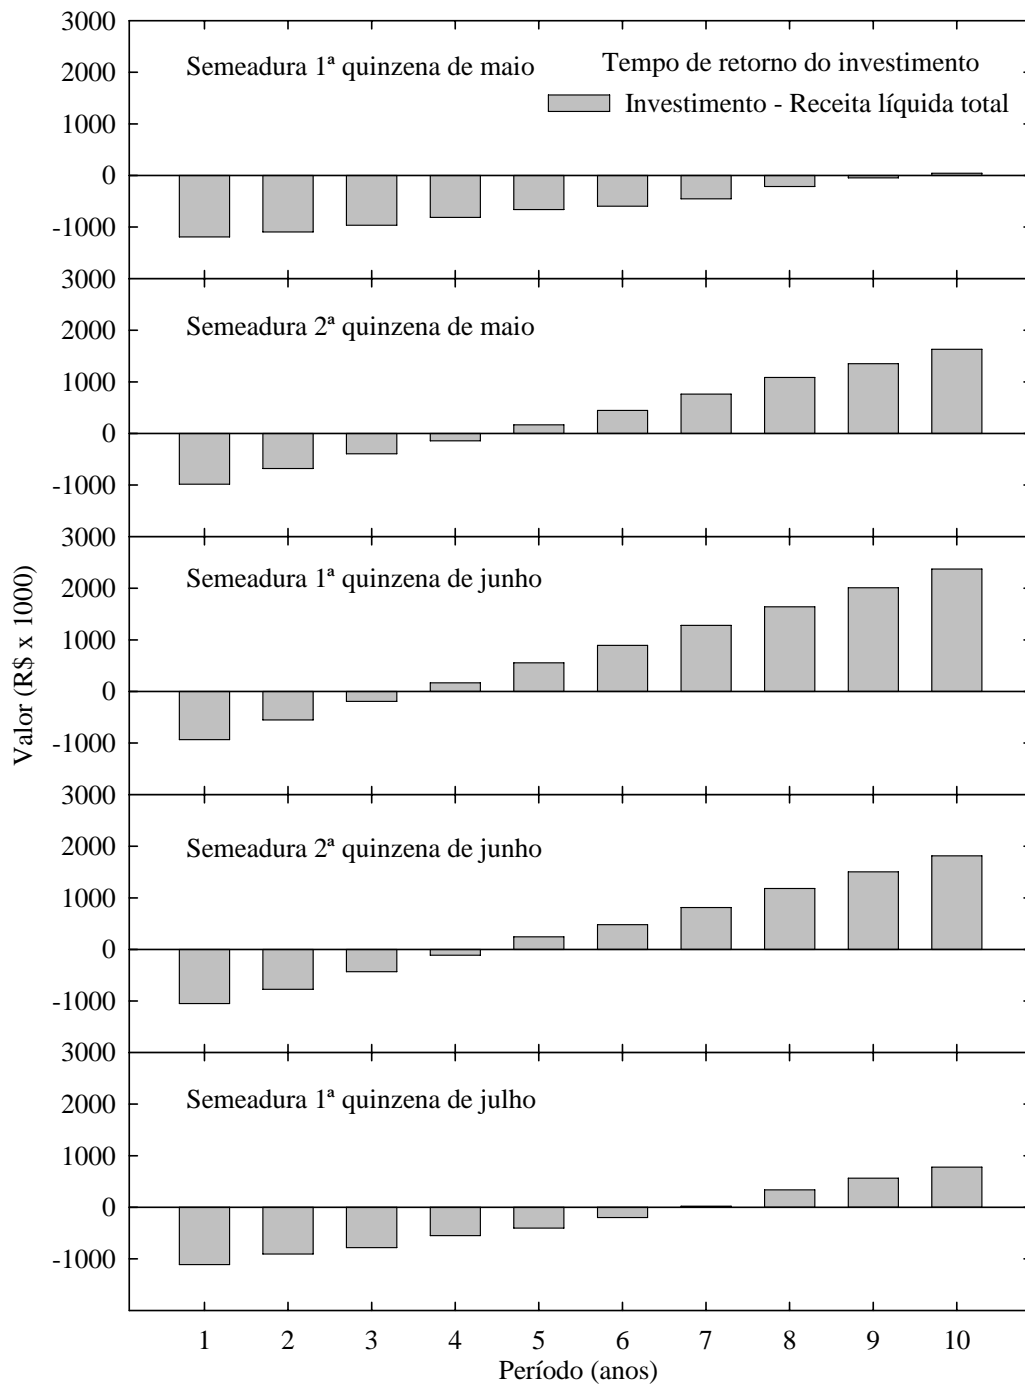 3000
2000
1000
0
-1000
Semeadura 1ª quinzena de maio
Tempo de retorno do investimento
Investimento - Receita líquida total
3000
2000
1000
0
-1000
Semeadura 2ª quinzena de maio
3000
2000
1000
0
-1000
Semeadura 1ª quinzena de junho
Valor (R$ x 1000)
3000
2000
1000
0
-1000
Semeadura 2ª quinzena de junho
3000
2000
1000
0
-1000
Semeadura 1ª quinzena de julho
1 2 3 4 5 6 7 8 9 10
Período (anos)